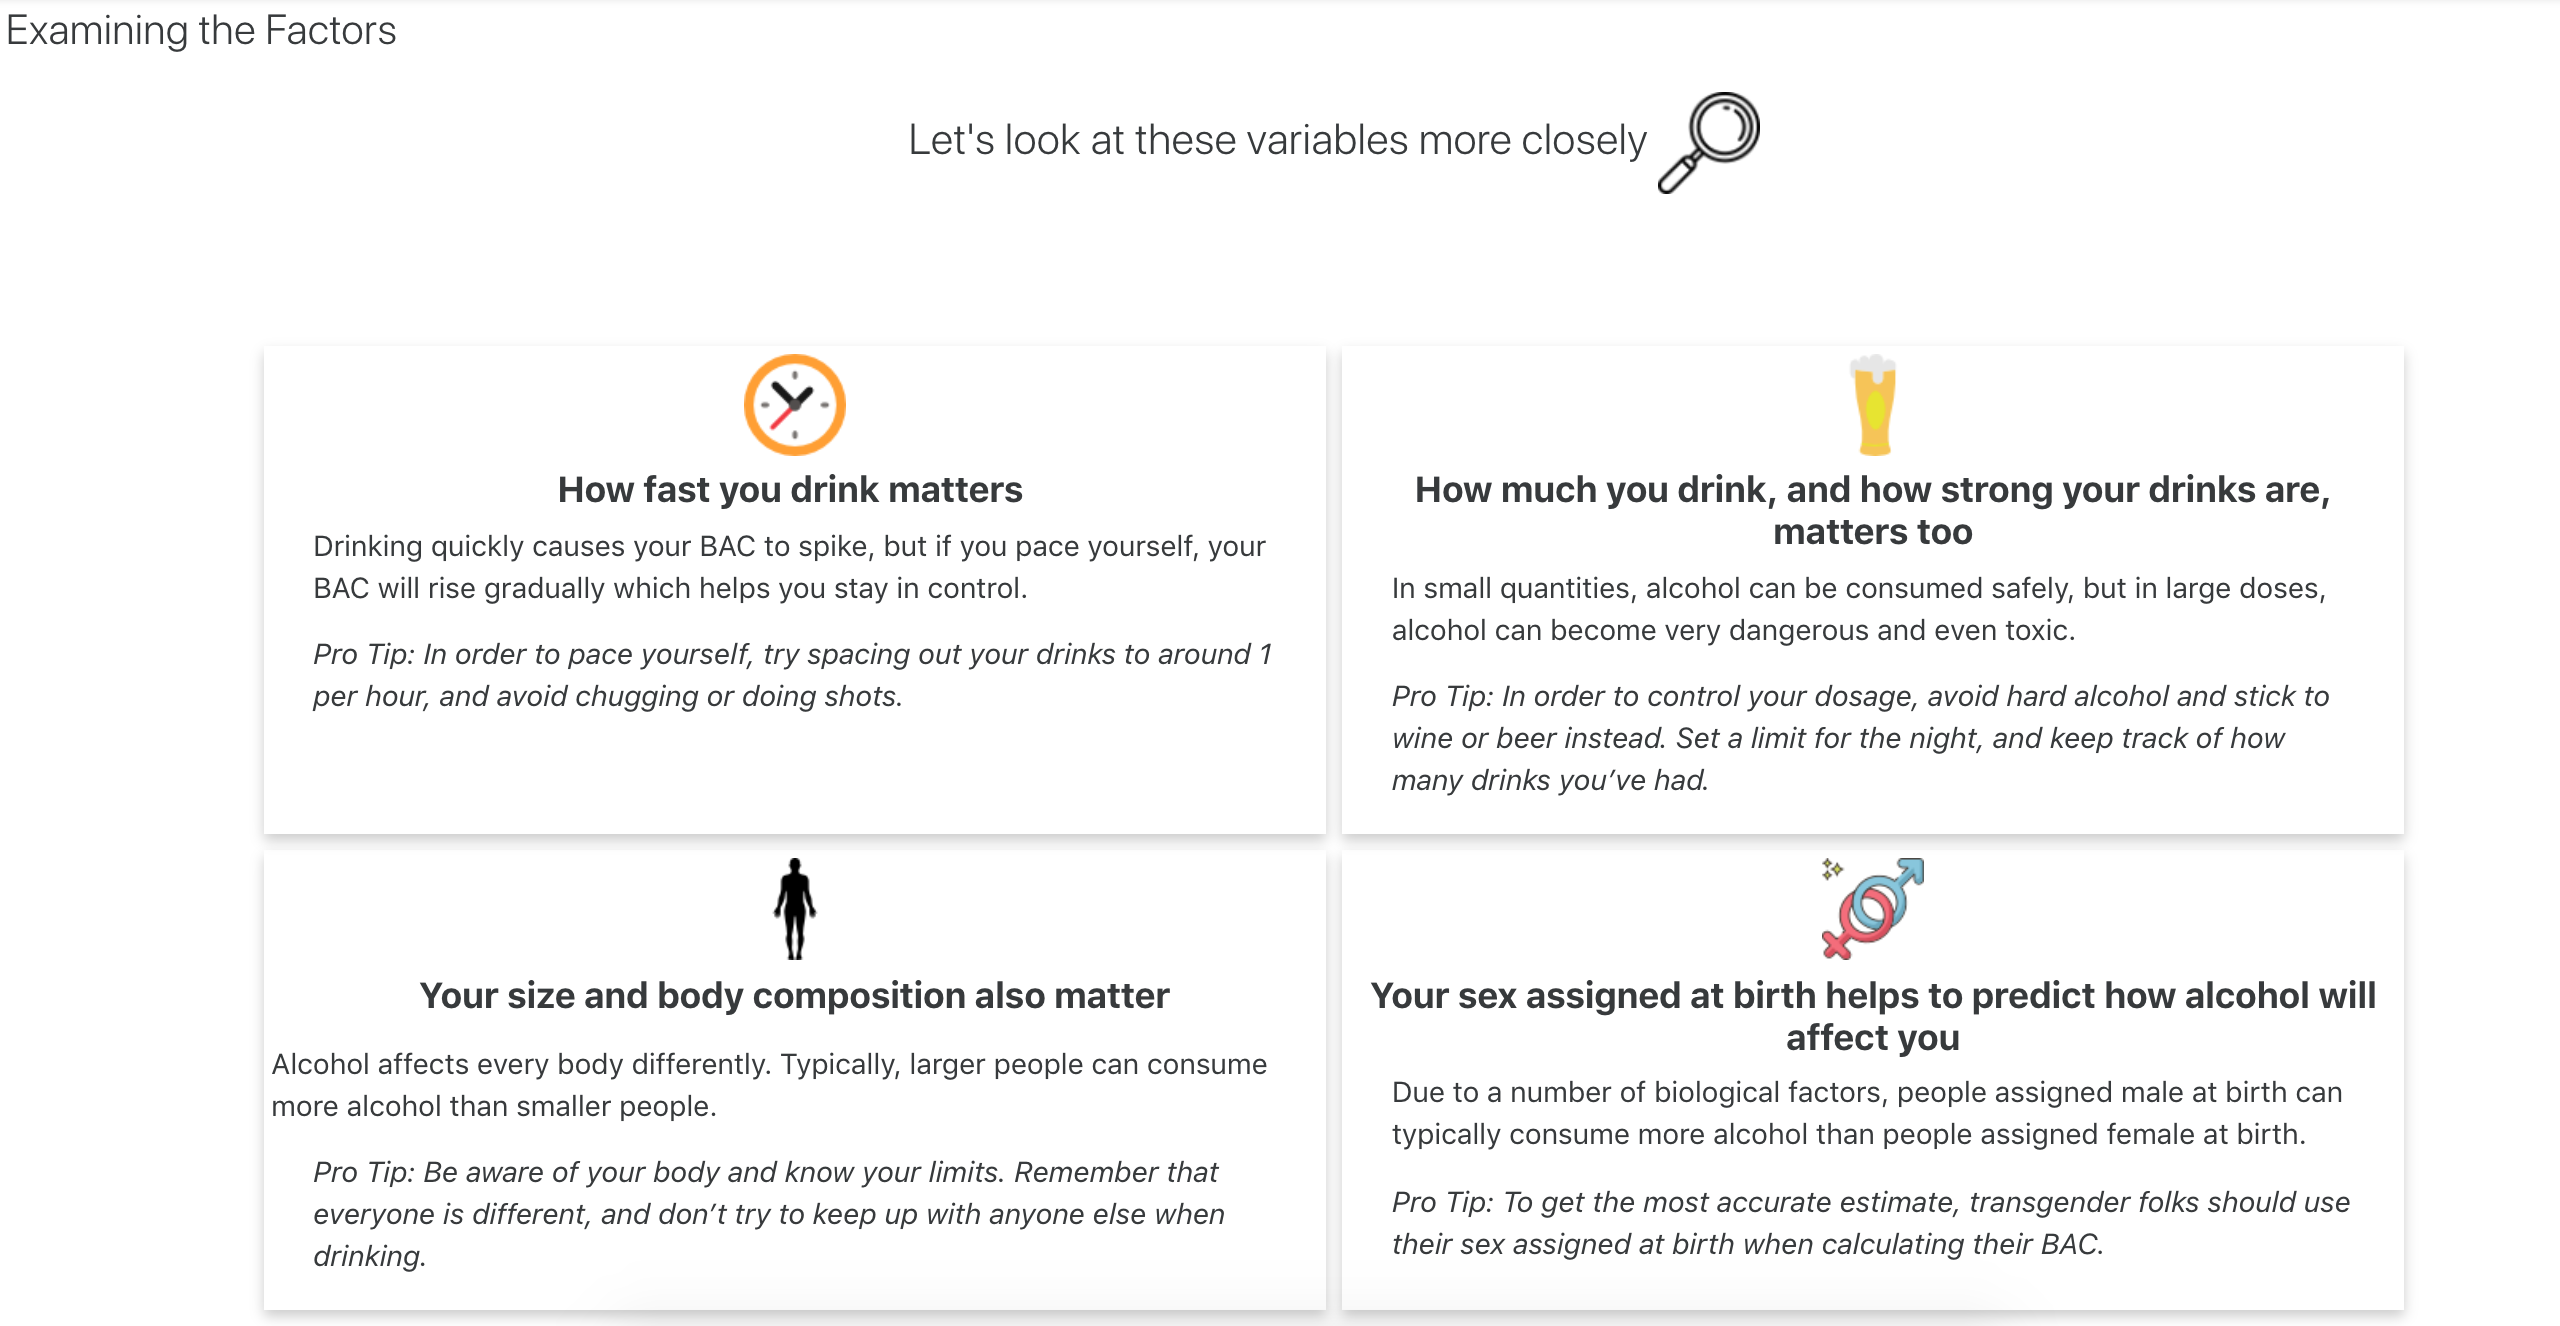 Examining the Factors
Let's look at these variables more closely
How fast you drink matters
Drinking quickly causes your BAC to spike, but if you pace yourself, your
BAC will rise gradually which helps you stay in control.
Pro Tip: In order to pace yourself, try spacing out your drinks to around 1
per hour, and avoid chugging or doing shots.
How much you drink, and how strong your drinks are,
matters too
In small quantities, alcohol can be consumed safely, but in large doses,
alcohol can become very dangerous and even toxic.
Pro Tip: In order to control your dosage, avoid hard alcohol and stick to
wine or beer instead. Set a limit for the night, and keep track of how
many drinks you’ve had.
Your size and body composition also matter
Alcohol affects every body differently. Typically, larger people can consume
more alcohol than smaller people.
Pro Tip: Be aware of your body and know your limits. Remember that
everyone is different, and don’t try to keep up with anyone else when
drinking.
Your sex assigned at birth helps to predict how alcohol will
affect you
Due to a number of biological factors, people assigned male at birth can
typically consume more alcohol than people assigned female at birth.
Pro Tip: To get the most accurate estimate, transgender folks should use
their sex assigned at birth when calculating their BAC.